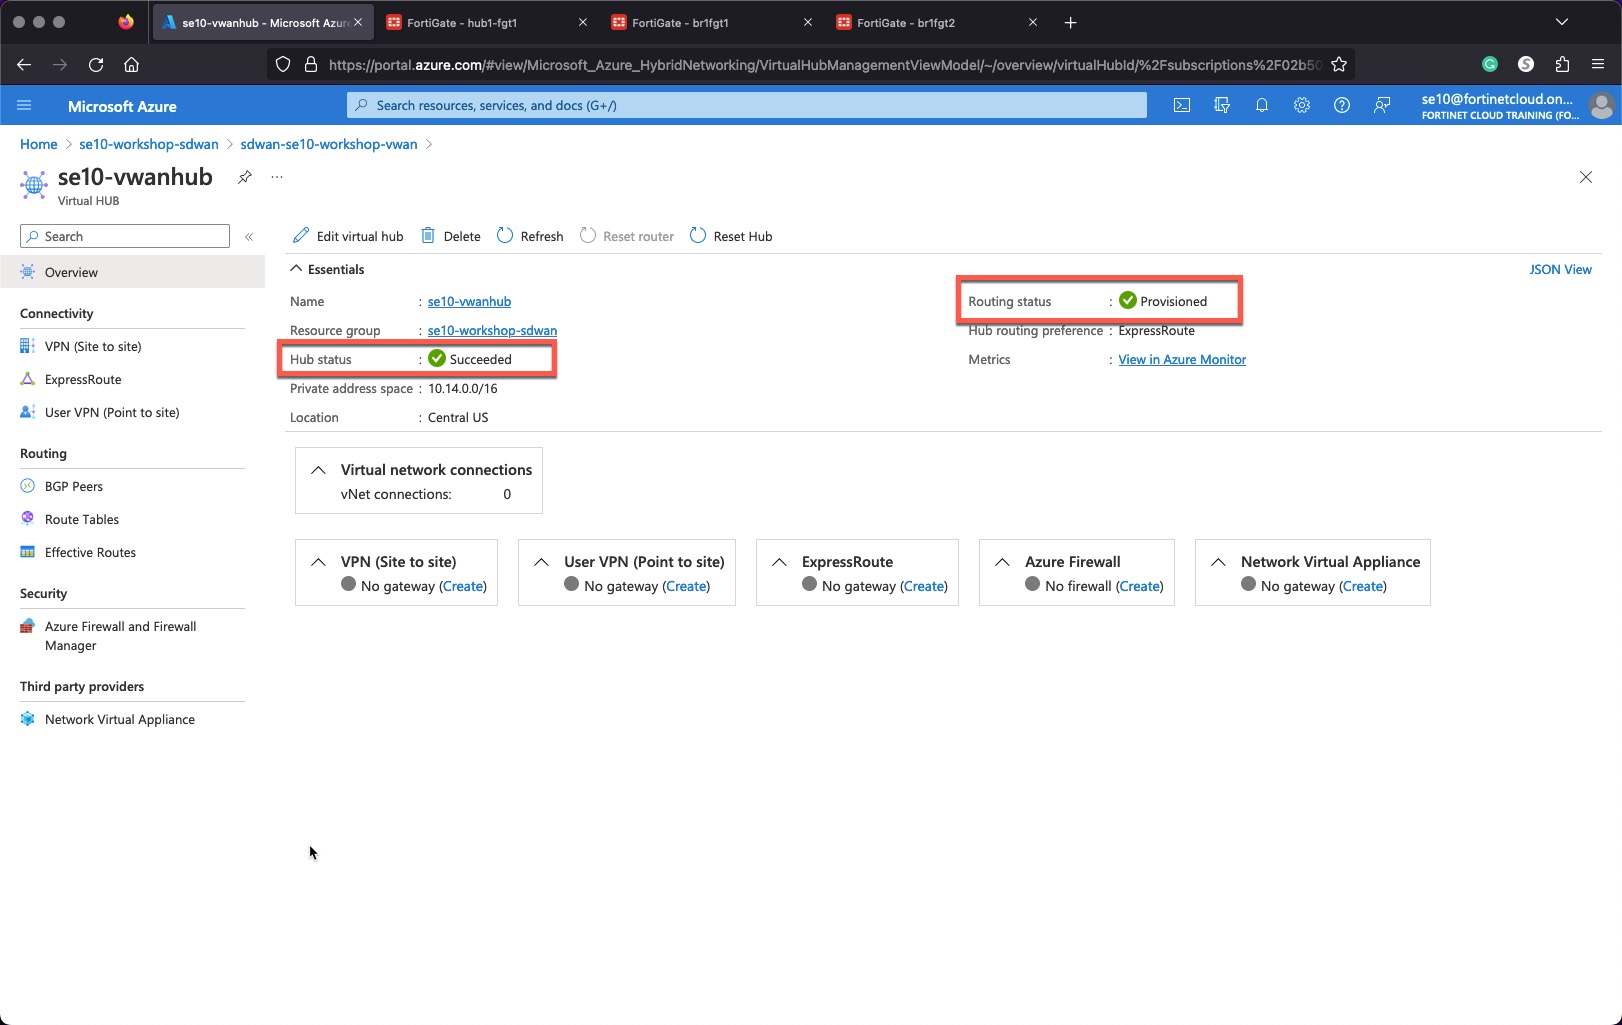 se10-vwanhub - Microsoft Azure
FortiGate - hub1-fgt1
FortiGate - br1fgt1
FortiGate - br1fgt2
https://portal.azure.com/#view/Microsoft_Azure_HybridNetworking/VirtualHubManagementViewModel/~/overview/virtualHubId/%2Fsubscriptions%2F02b50
Microsoft Azure
Search resources, services, and docs (G+/)
se10@fortinetcloud.on...
FORTINET CLOUD TRAINING (FO...
Home > se10-workshop-sdwan > sdwan-se10-workshop-vwan >
se10-vwanhub
...
Virtual HUB
Search
«
Edit virtual hub
Delete
Refresh
Reset router
Reset Hub
Overview
Connectivity
VPN (Site to site)
ExpressRoute
User VPN (Point to site)
Routing
BGP Peers
Route Tables
Effective Routes
Security
Azure Firewall and Firewall
Manager
Third party providers
Network Virtual Appliance
Essentials
JSON View
Name : se10-vwanhub
Resource group : se10-workshop-sdwan
Hub status : Succeeded
Private address space : 10.14.0.0/16
Location : Central US
Routing status : Provisioned
Hub routing preference : ExpressRoute
Metrics : View in Azure Monitor
Virtual network connections
vNet connections: 0
VPN (Site to site)
No gateway (Create)
User VPN (Point to site)
No gateway (Create)
ExpressRoute
No gateway (Create)
Azure Firewall
No firewall (Create)
Network Virtual Appliance
No gateway (Create)